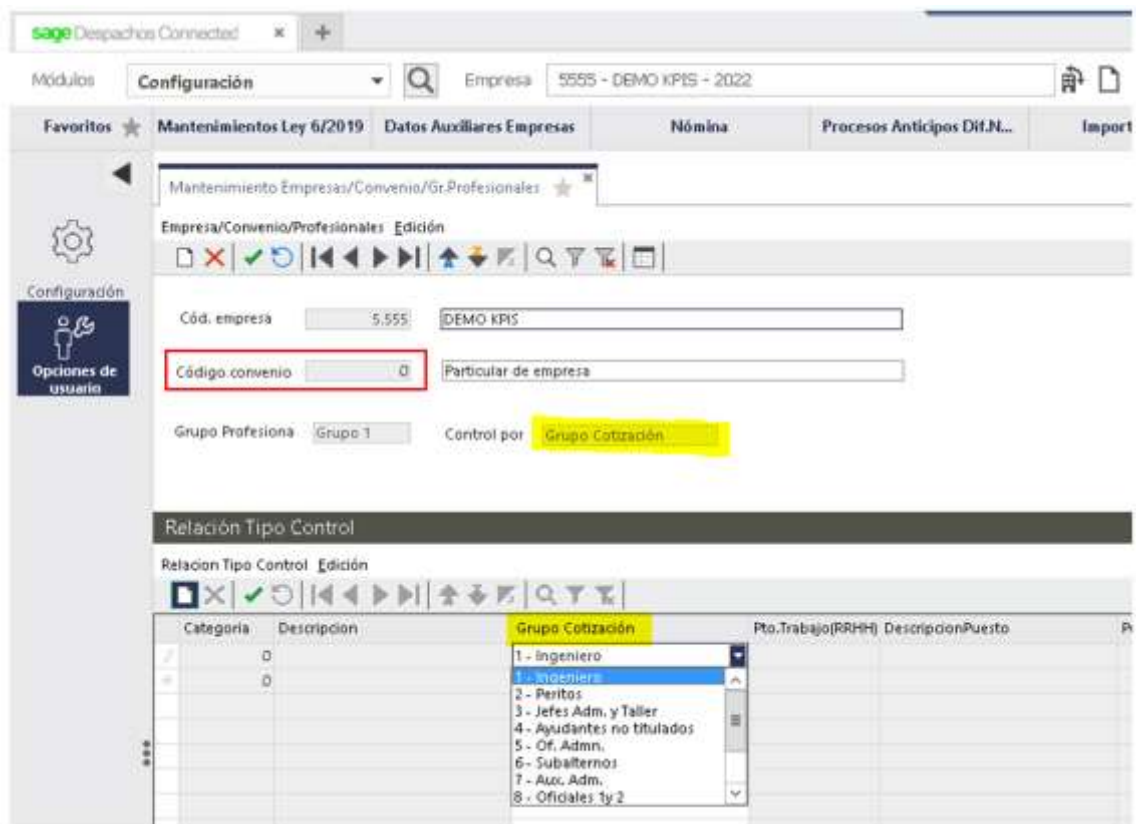 sage Despachos Connected
Módulos Configuración Empresa 5555 - DEMO KPIS - 2022
Favoritos Mantenimientos Ley 6/2019 Datos Auxiliares Empresas Nómina Procesos Anticipos Dif.N... Import
Mantenimiento Empresas/Convenio/Gr.Profesionales
Empresa/Convenio/Profesionales Edición
Configuración
Cód. empresa 5.555 DEMO KPIS
Opciones de usuario
Código convenio 0 Particular de empresa
Grupo Profesiona Grupo 1 Control por Grupo Cotización
Relación Tipo Control
Relacion Tipo Control Edición
Categoria Descripcion Grupo Cotización Pto.Trabajo(RRHH) DescripcionPuesto
0 1 - Ingeniero
0 1 - Ingeniero
2 - Peritos
3 - Jefes Adm. y Taller
4 - Ayudantes no titulados
5 - Of. Admn.
6 - Subalternos
7 - Aux. Adm.
8 - Oficiales 1y 2